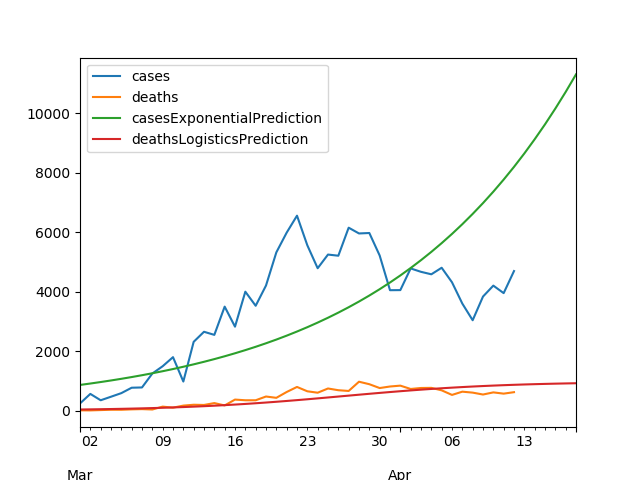 cases
deaths
casesExponentialPrediction
deathsLogisticsPrediction
10000
8000
6000
4000
2000
0
02 09 16 23 30 06 13
Mar Apr